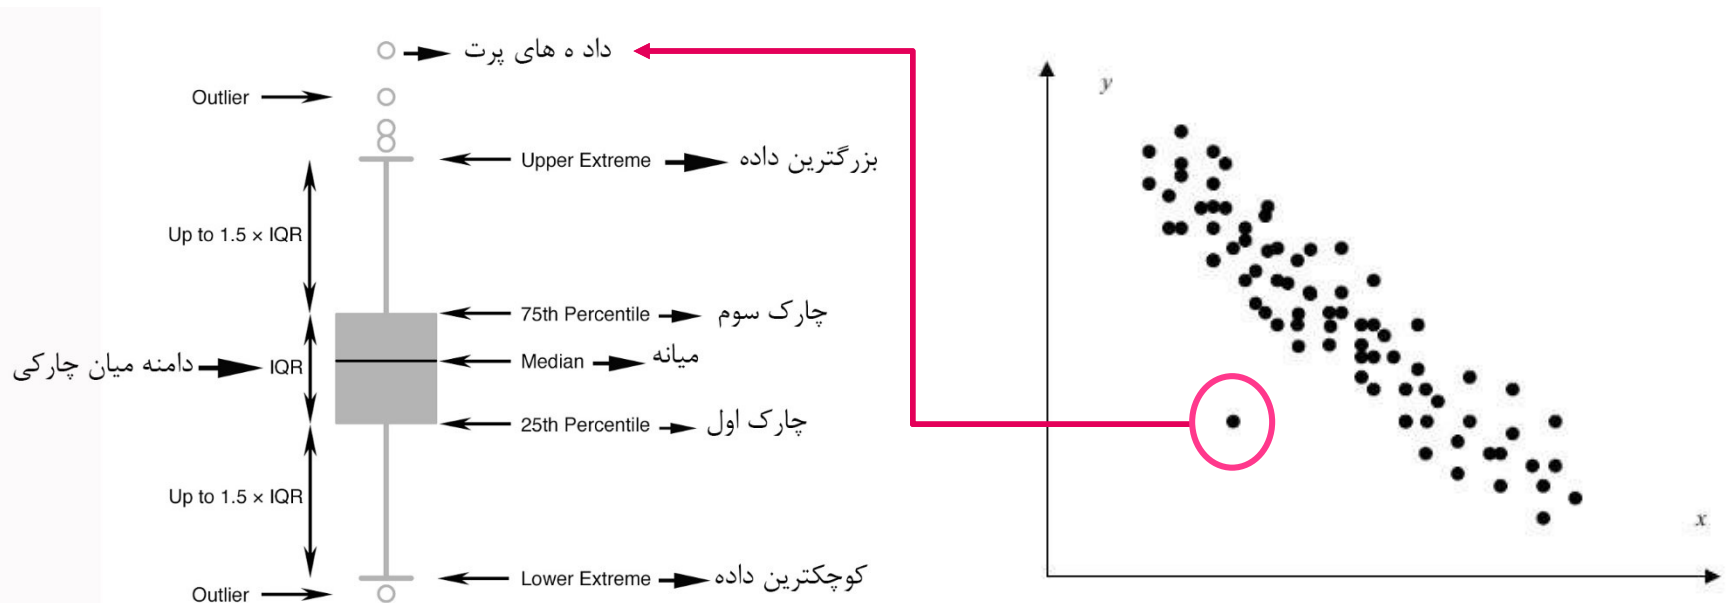 داد ه های پرت
Outlier
Upper Extreme
بزرگترین داده
Up to 1.5 × IQR
75th Percentile
چارک سوم
دامنه میان چارکی
IQR
Median
میانه
25th Percentile
چارک اول
Up to 1.5 × IQR
Lower Extreme
کوچکترین داده
Outlier
y
x